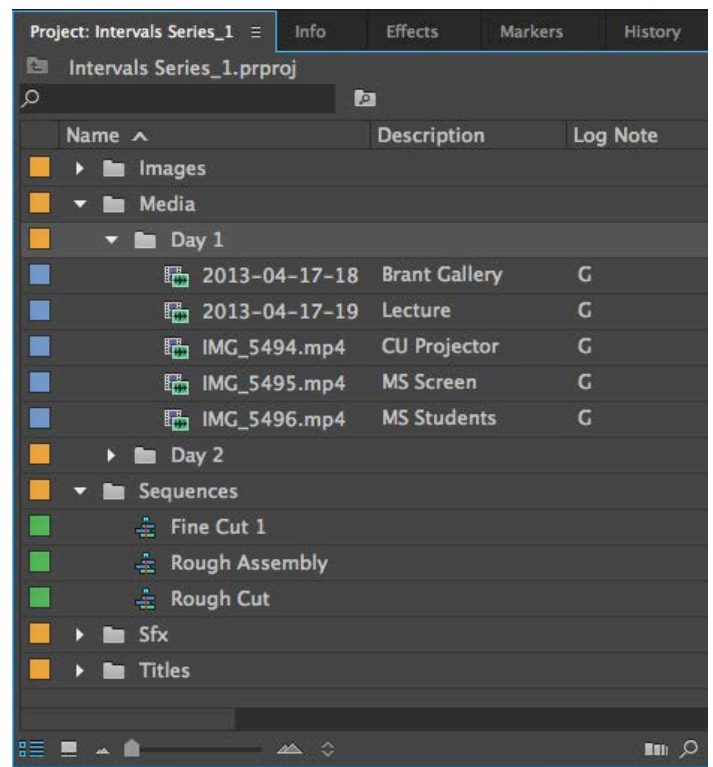 Project: Intervals Series_1 Info Effects Markers History
Intervals Series_1.prproj
Name Description Log Note
Images
Media
Day 1
2013-04-17-18 Brant Gallery G
2013-04-17-19 Lecture G
IMG_5494.mp4 CU Projector G
IMG_5495.mp4 MS Screen G
IMG_5496.mp4 MS Students G
Day 2
Sequences
Fine Cut 1
Rough Assembly
Rough Cut
Sfx
Titles